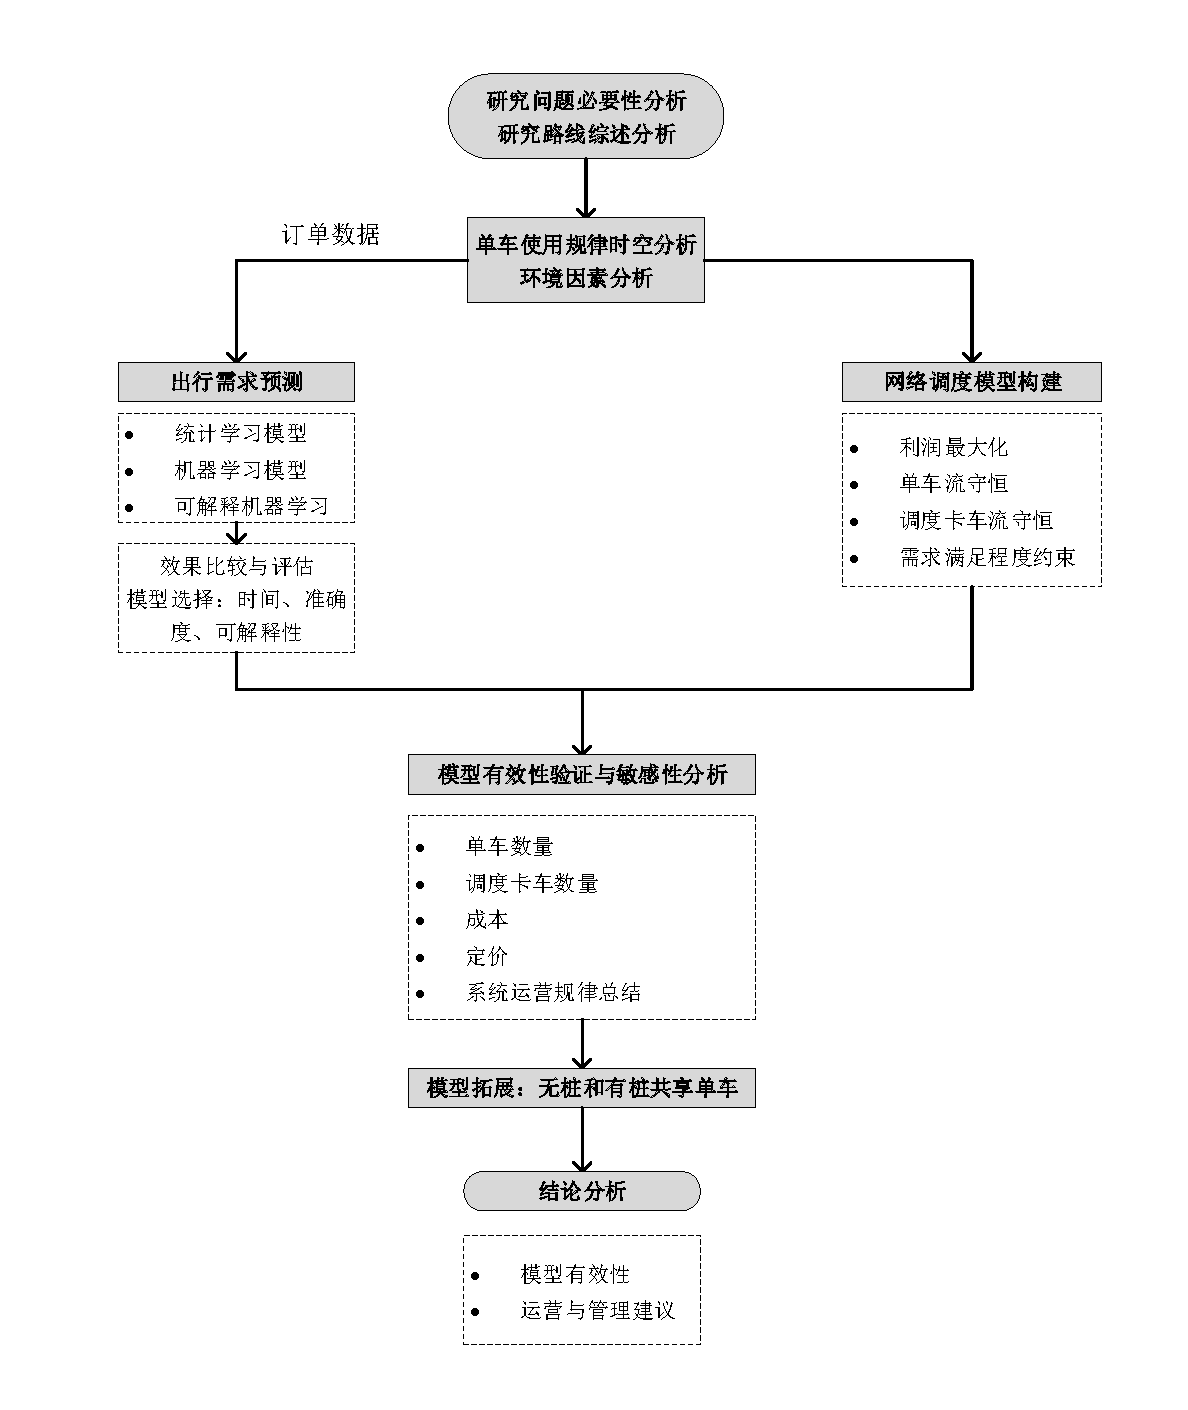 研究问题必要性分析
研究路线综述分析
订单数据
单车使用规律时空分析
环境因素分析
出行需求预测
● 统计学习模型
● 机器学习模型
● 可解释机器学习
效果比较与评估
模型选择：时间、准确
度、可解释性
网络调度模型构建
● 利润最大化
● 单车流守恒
● 调度卡车流守恒
● 需求满足程度约束
模型有效性验证与敏感性分析
● 单车数量
● 调度卡车数量
● 成本
● 定价
● 系统运营规律总结
模型拓展：无桩和有桩共享单车
结论分析
● 模型有效性
● 运营与管理建议